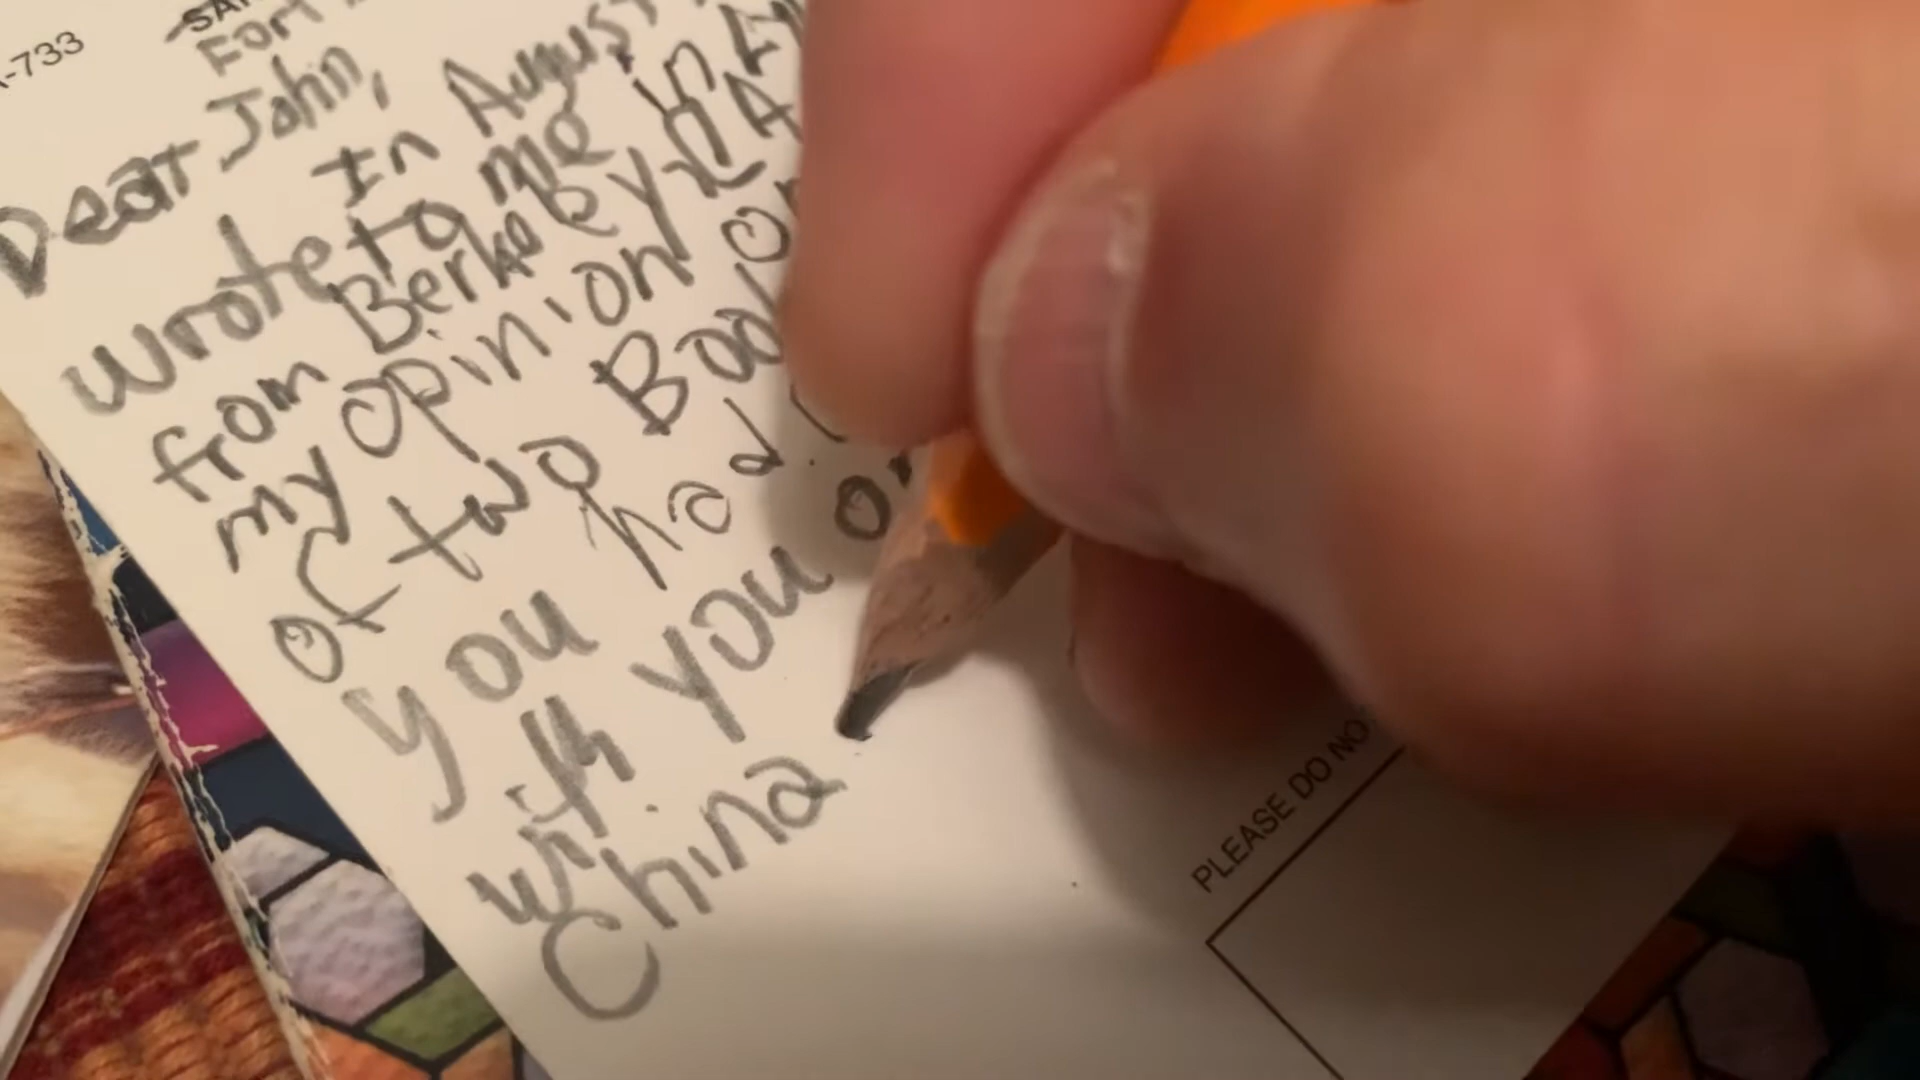 -733
Fort
Dear John,
In August
wrote to me in
from Berkeley, CA
my opinion
of two
you had
with you
China
PLEASE DO NO